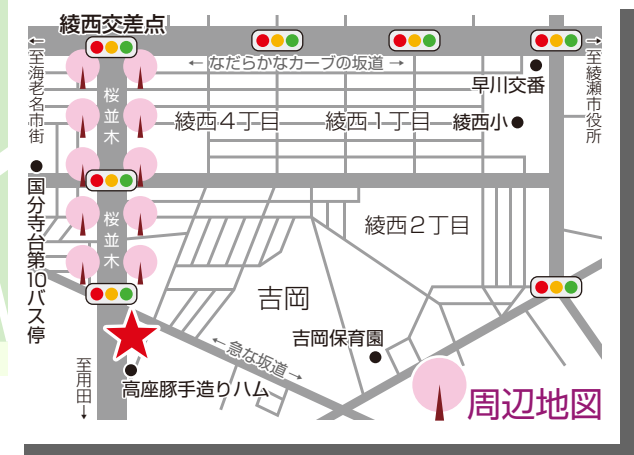 綾西交差点
←至海老名市街
← なだらかなカーブの坂道 →
→至綾瀬市役所
早川交番
桜並木
綾西4丁目
綾西1丁目
綾西小
国分寺台第10バス停
桜並木
綾西2丁目
吉岡
吉岡保育園
←急な坂道→
至用田→
高座豚手造りハム
周辺地図